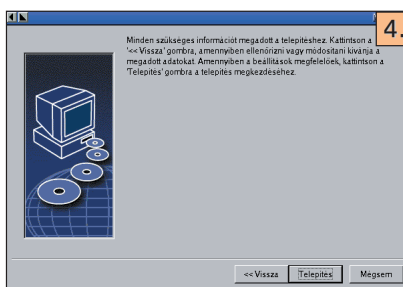 4.
Minden szükséges információt megadott a telepítéshez. Kattintson a
'<< Vissza' gombra, amennyiben ellenőrizni vagy módosítani kívánja a
megadott adatokat. Amennyiben a beállítások megfelelőek, kattintson a
'Telepítés' gombra a telepítés megkezdéséhez.
<< Vissza
Telepítés
Mégsem